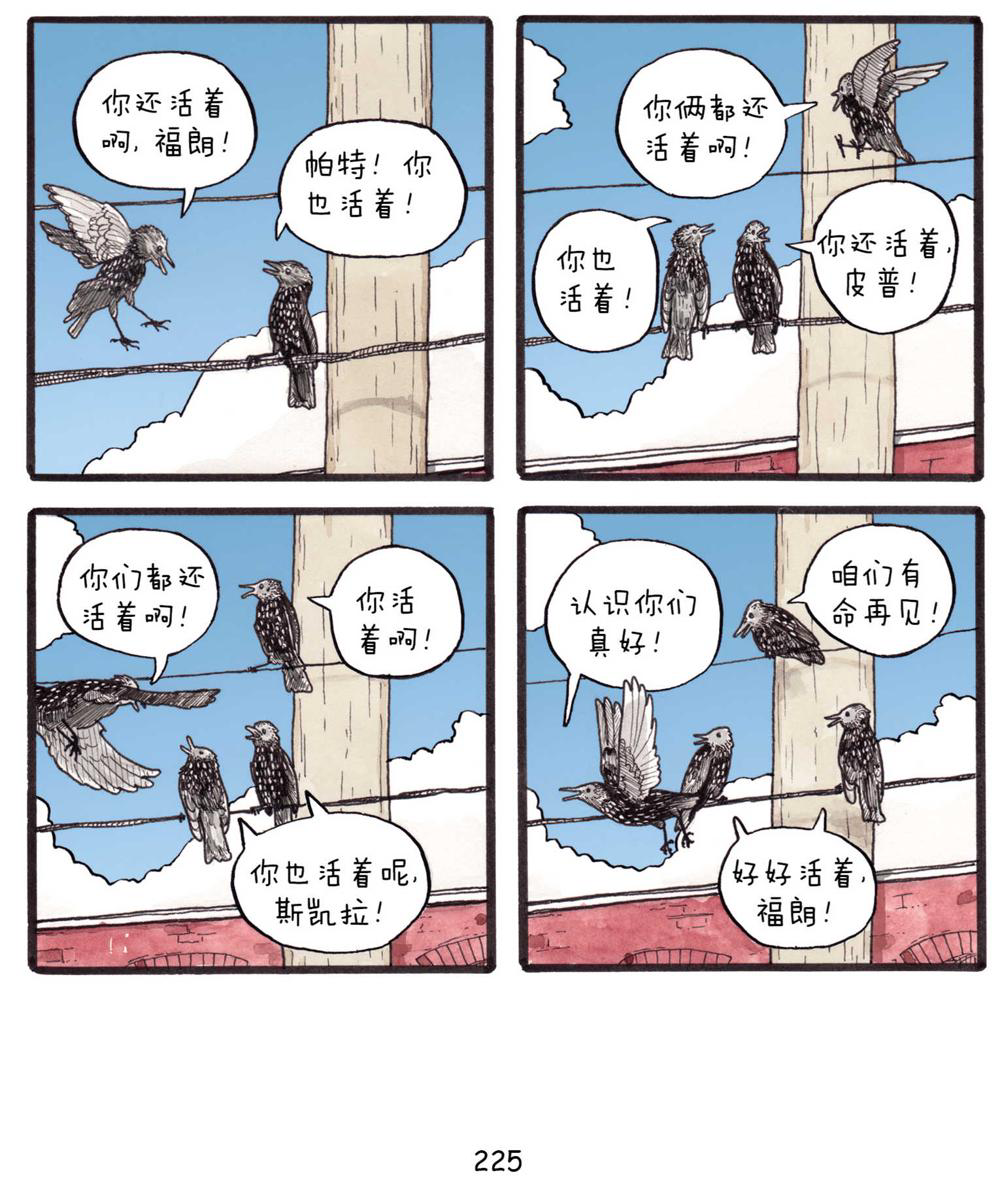 你还活着
啊，福朗！
帕特！你
也活着！
你俩都还
活着啊！
你也
活着！
你还活着，
皮普！
你们都还
活着啊！
你活
着啊！
你也活着呢，
斯凯拉！
认识你们
真好！
咱们有
命再见！
好好活着，
福朗！
225